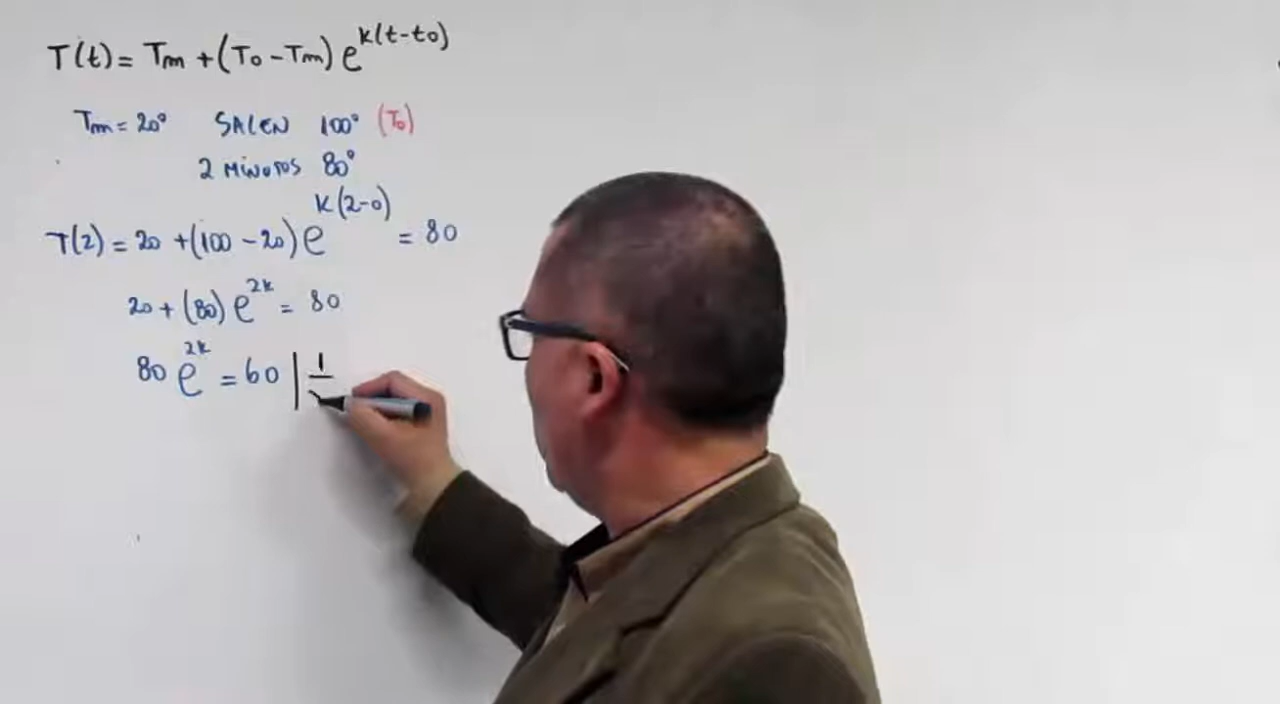 T(t) = Tm + (To - Tm) e^k(t-to)
Tm = 20° SALEN 100° (To)
2 MINUTOS 80°
T(2) = 20 + (100 - 20) e^k(2-0) = 80
20 + (80) e^2k = 80
80 e^2k = 60 | 1